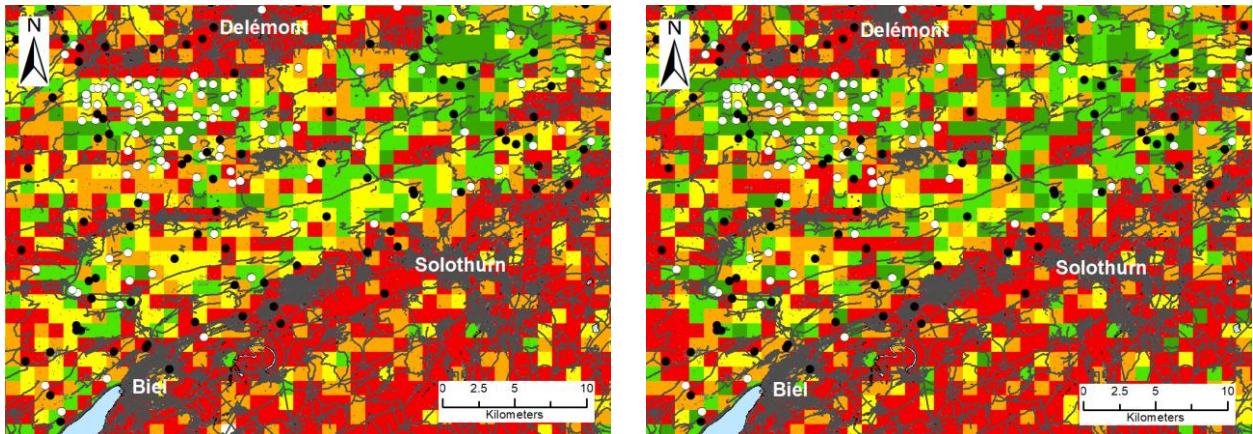 N
Delémont
Solothurn
Biel
0 2.5 5 10
Kilometers
N
Delémont
Solothurn
Biel
0 2.5 5 10
Kilometers